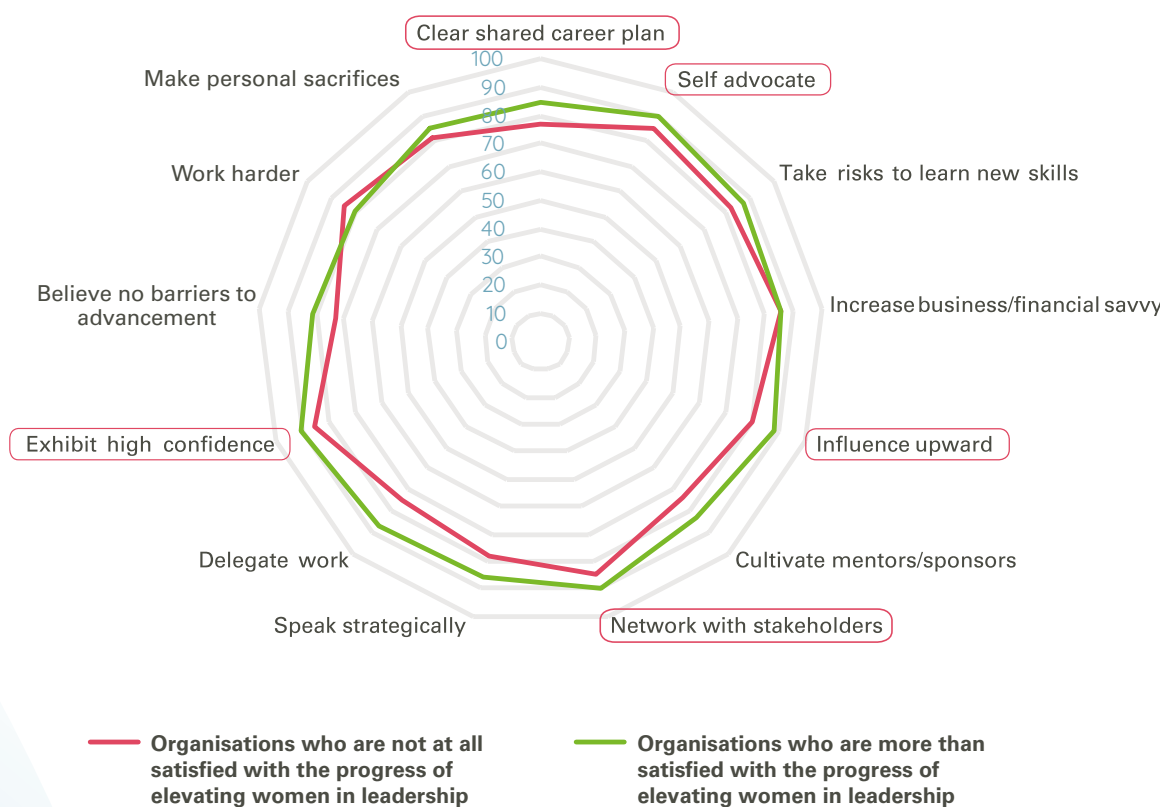 Clear shared career plan
Self advocate
Take risks to learn new skills
Increase business/financial savvy
Influence upward
Cultivate mentors/sponsors
Network with stakeholders
Speak strategically
Delegate work
Exhibit high confidence
Believe no barriers to
advancement
Work harder
Make personal sacrifices
100
90
80
70
60
50
40
30
20
10
0
Organisations who are not at all
satisfied with the progress of
elevating women in leadership
Organisations who are more than
satisfied with the progress of
elevating women in leadership